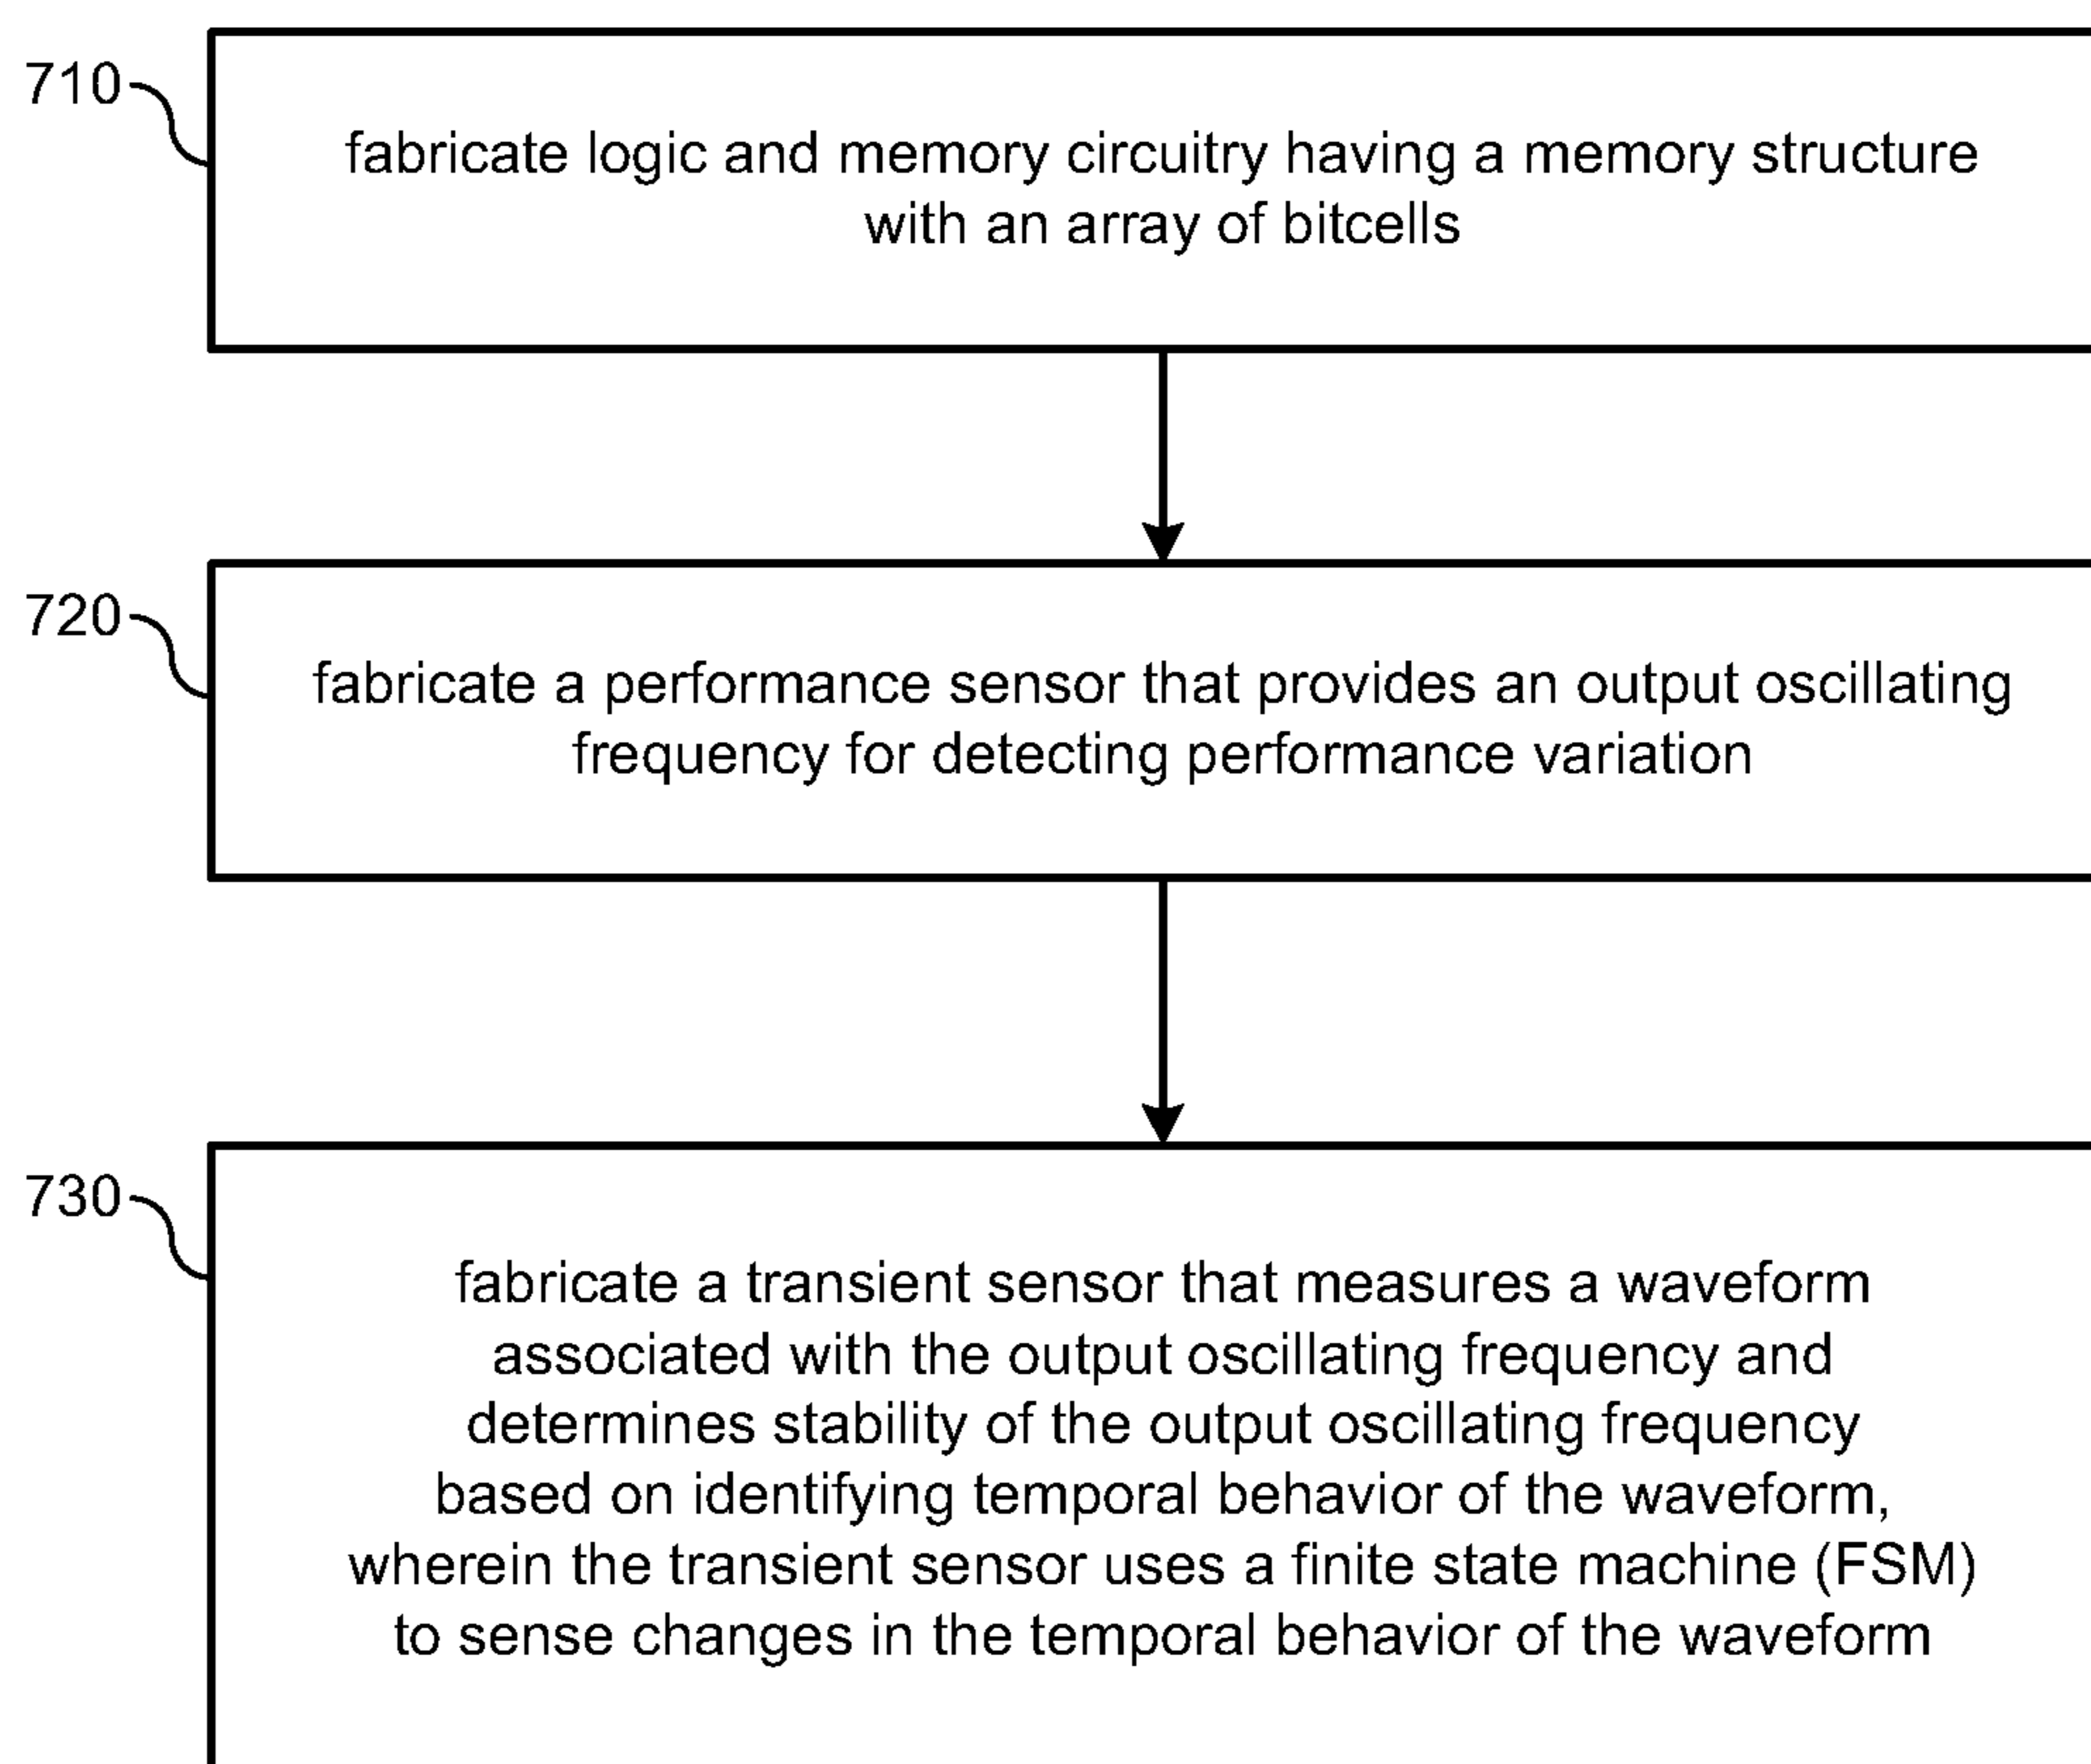 710
fabricate logic and memory circuitry having a memory structure
with an array of bitcells
720
fabricate a performance sensor that provides an output oscillating
frequency for detecting performance variation
730
fabricate a transient sensor that measures a waveform
associated with the output oscillating frequency and
determines stability of the output oscillating frequency
based on identifying temporal behavior of the waveform,
wherein the transient sensor uses a finite state machine (FSM)
to sense changes in the temporal behavior of the waveform